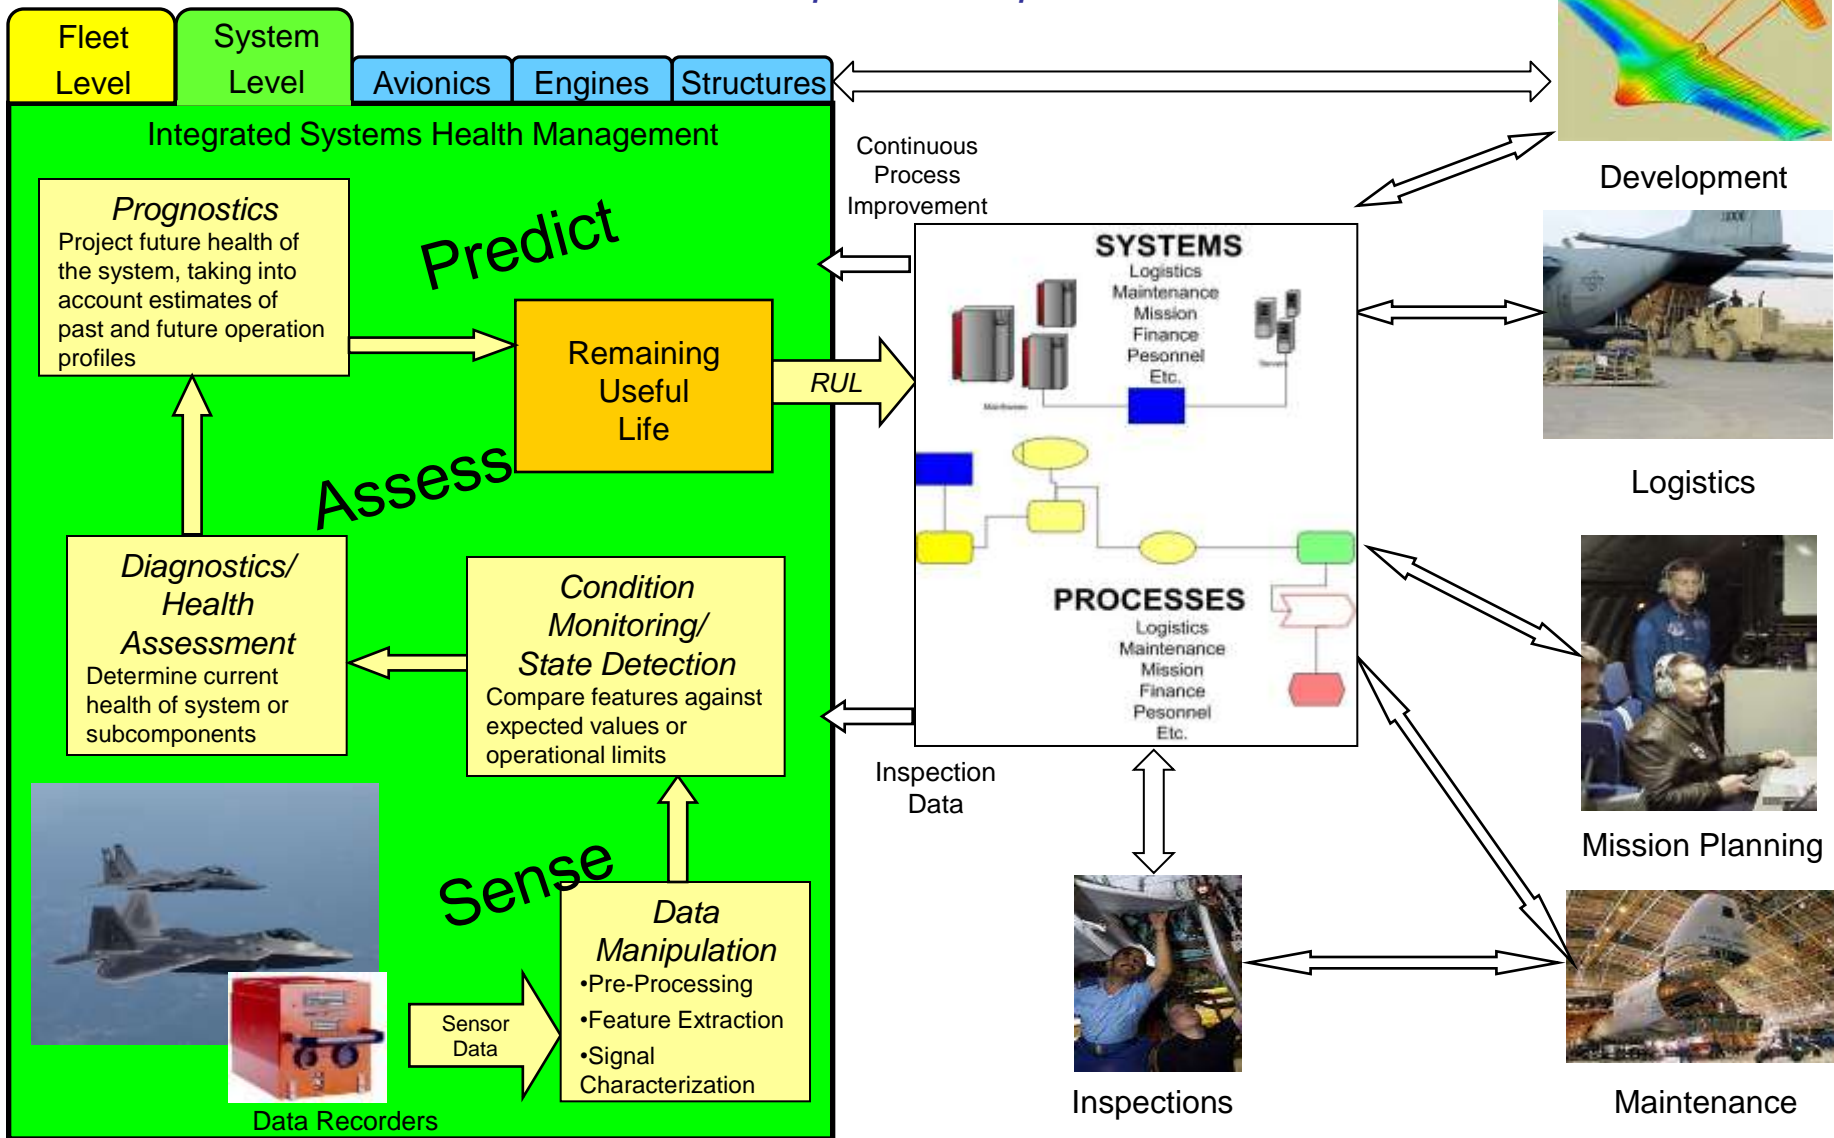 Fleet
Level
System
Level
Avionics
Engines
Structures
Integrated Systems Health Management
Prognostics
Project future health of
the system, taking into
account estimates of
past and future operation
profiles
Predict
Remaining
Useful
Life
RUL
Assess
Diagnostics/
Health
Assessment
Determine current
health of system or
subcomponents
Condition
Monitoring/
State Detection
Compare features against
expected values or
operational limits
Sense
Data
Manipulation
•Pre-Processing
•Feature Extraction
•Signal
Characterization
Sensor
Data
Data Recorders
Continuous
Process
Improvement
SYSTEMS
Logistics
Maintenance
Mission
Finance
Pesonnel
Etc.
PROCESSES
Logistics
Maintenance
Mission
Finance
Pesonnel
Etc.
Inspection
Data
Inspections
Development
Logistics
Mission Planning
Maintenance